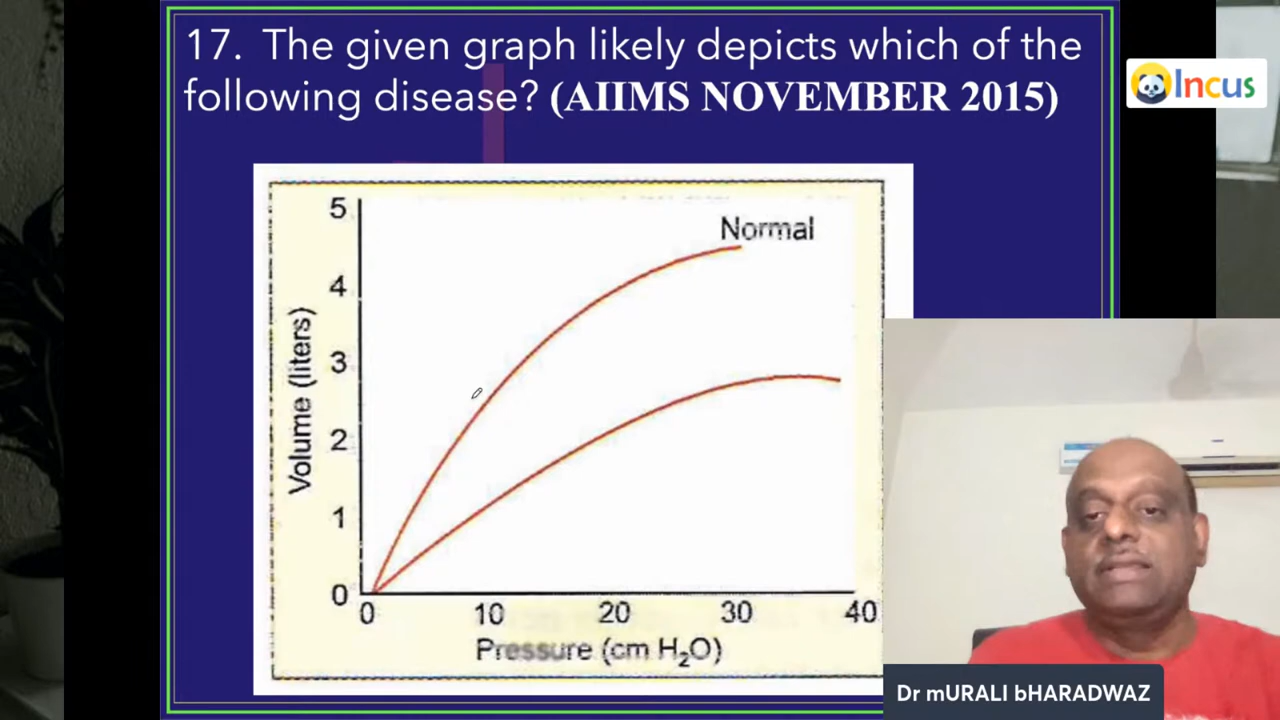 17. The given graph likely depicts which of the
following disease? (AIIMS NOVEMBER 2015)
Incus
Normal
5
4
3
2
1
0
Volume (liters)
0 10 20 30 40
Pressure (cm H₂O)
Dr mURALI bHARADWAZ